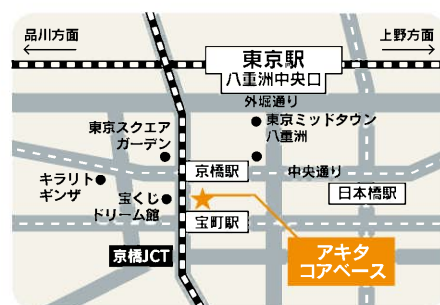 品川方面
上野方面
東京駅
八重洲中央口
外堀通り
東京スクエア
ガーデン
東京ミッドタウン
八重洲
京橋駅
中央通り
キラリト
ギンザ
宝くじ
ドリーム館
日本橋駅
宝町駅
京橋JCT
アキタ
コアベース